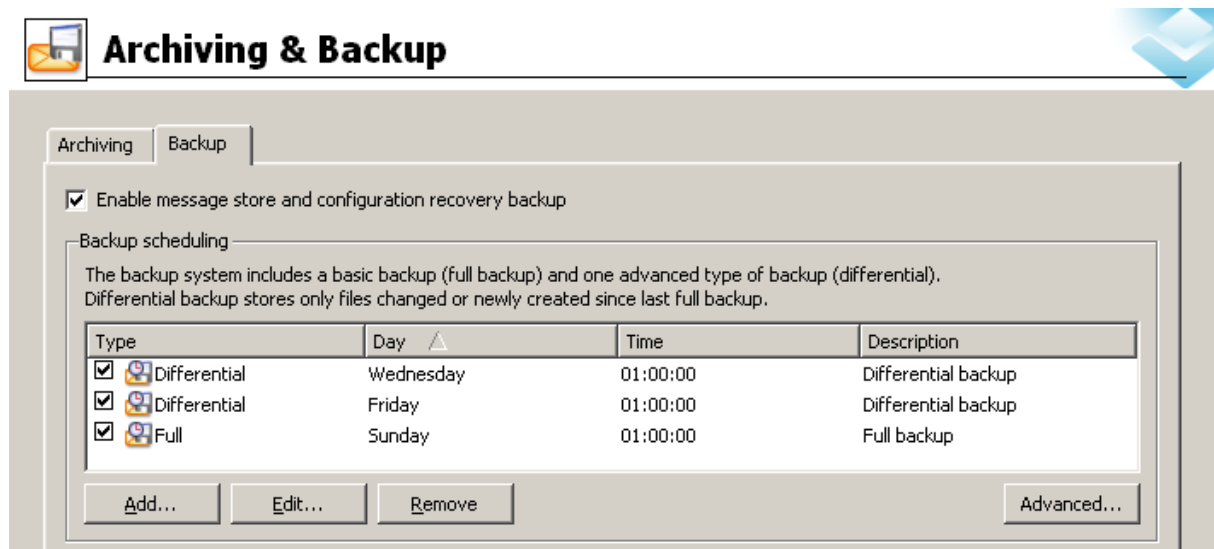 Archiving & Backup
Archiving Backup
Enable message store and configuration recovery backup
Backup scheduling
The backup system includes a basic backup (full backup) and one advanced type of backup (differential).
Differential backup stores only files changed or newly created since last full backup.
Type Day Time Description
Differential Wednesday 01:00:00 Differential backup
Differential Friday 01:00:00 Differential backup
Full Sunday 01:00:00 Full backup
Add... Edit... Remove Advanced...